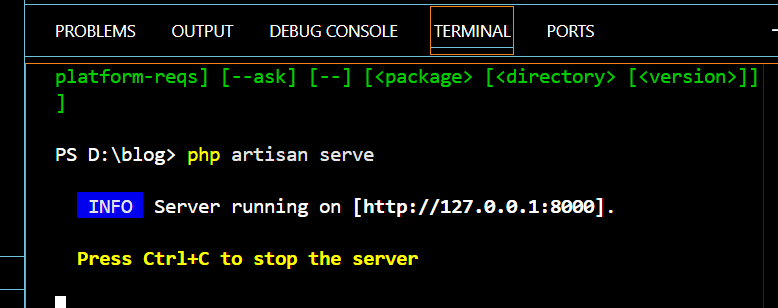 PROBLEMS OUTPUT DEBUG CONSOLE TERMINAL PORTS
platform-reqs] [--ask] [--] [<package> [<directory> [<version>]]
]
PS D:\blog> php artisan serve
INFO Server running on [http://127.0.0.1:8000].
Press Ctrl+C to stop the server